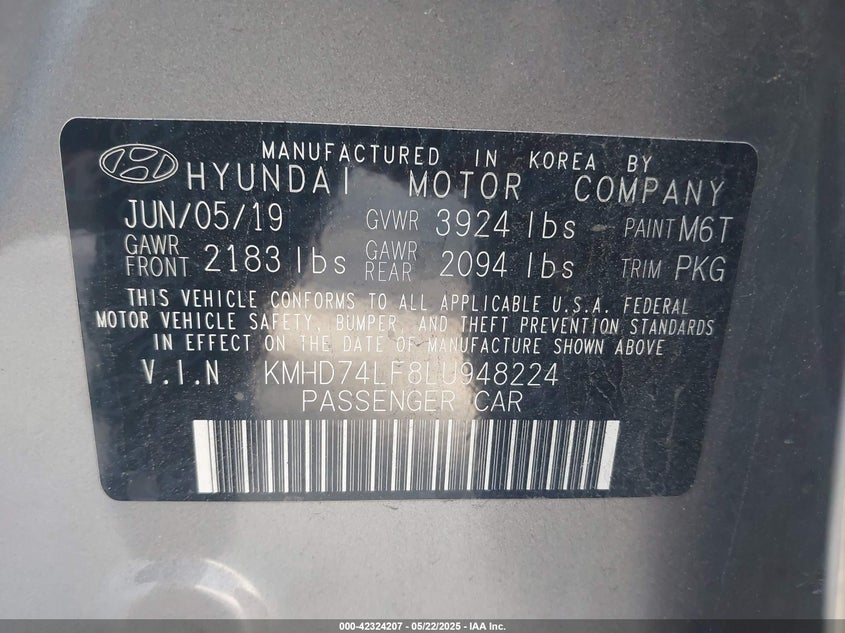 MANUFACTURED IN KOREA BY
HYUNDAI MOTOR COMPANY
JUN/05/19 GVWR 3924 lbs PAINT M6T
GAWR FRONT 2183 lbs GAWR REAR 2094 lbs TRIM PKG
THIS VEHICLE CONFORMS TO ALL APPLICABLE U.S.A. FEDERAL
MOTOR VEHICLE SAFETY, BUMPER, AND THEFT PREVENTION STANDARDS
IN EFFECT ON THE DATE OF MANUFACTURE SHOWN ABOVE
V.I.N KMHD74LF8LU948224
PASSENGER CAR
000-42324207 - 05/22/2025 - IAA Inc.